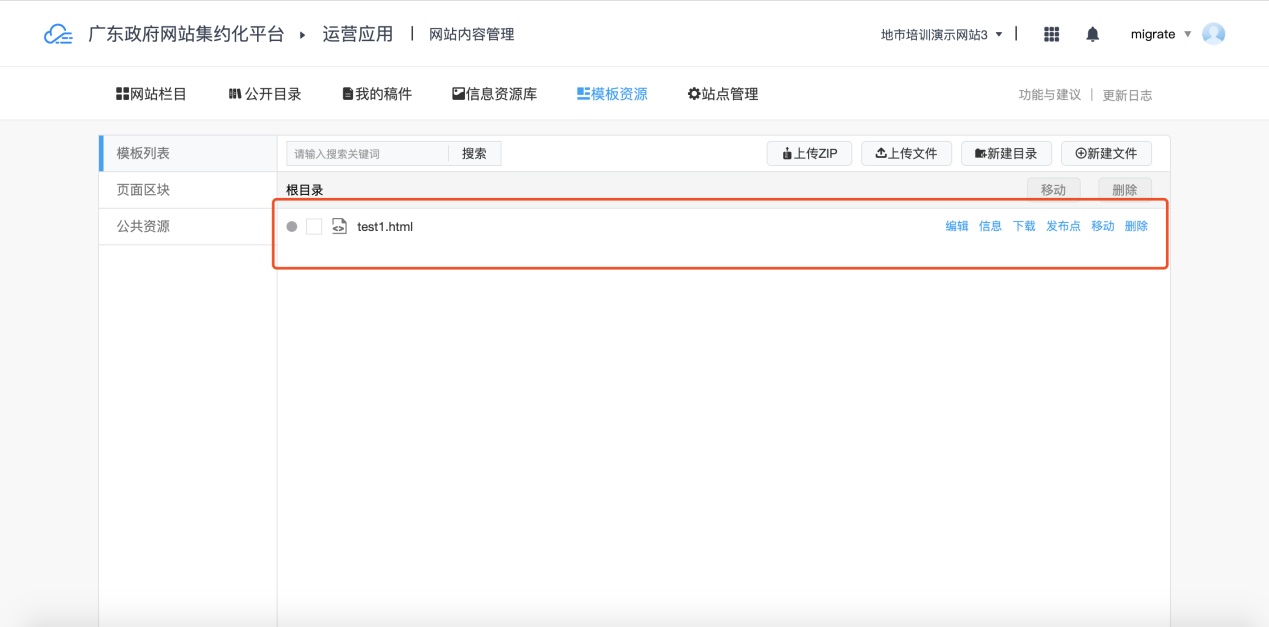 广东政府网站集约化平台 运营应用 | 网站内容管理 地市培训演示网站3 | migrate
网站栏目 公开目录 我的稿件 信息资源库 模板资源 站点管理 功能与建议 | 更新日志
模板列表 请输入搜索关键词 搜索 上传ZIP 上传文件 新建目录 新建文件
页面区块 根目录 移动 删除
公共资源 test1.html 编辑 信息 下载 发布点 移动 删除